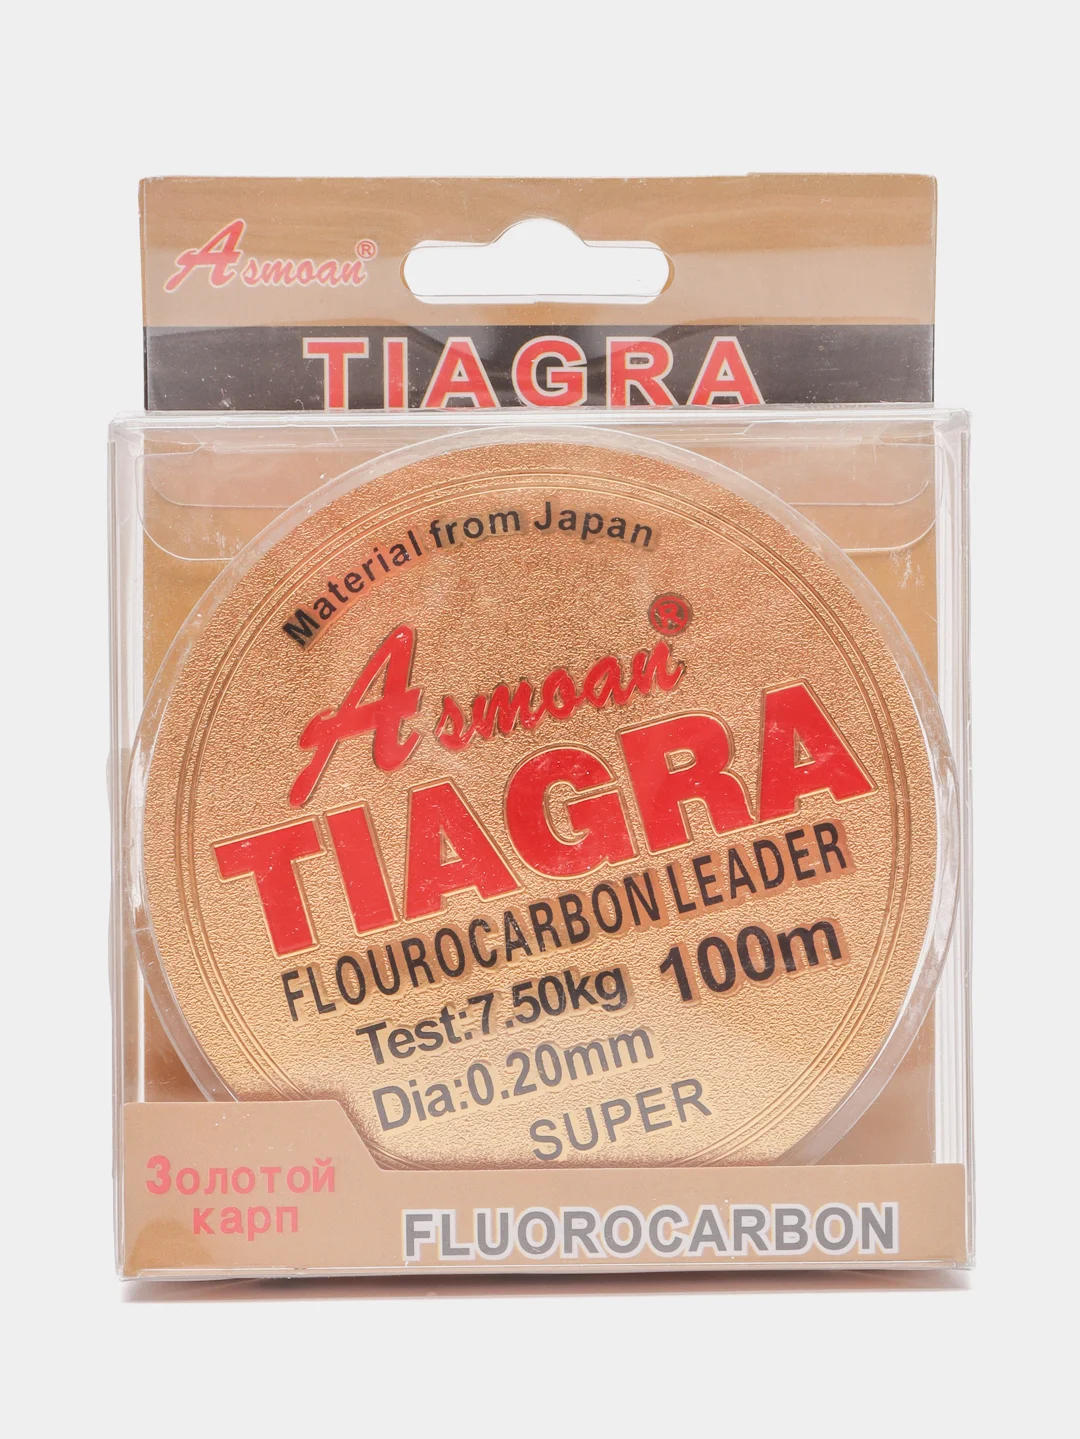 Asmoan®
TIAGRA
Material from Japan
Asmoan®
TIAGRA
FLOUROCARBON LEADER
Test:7.50kg 100m
Dia:0.20mm
SUPER
Золотой
карп
FLUOROCARBON